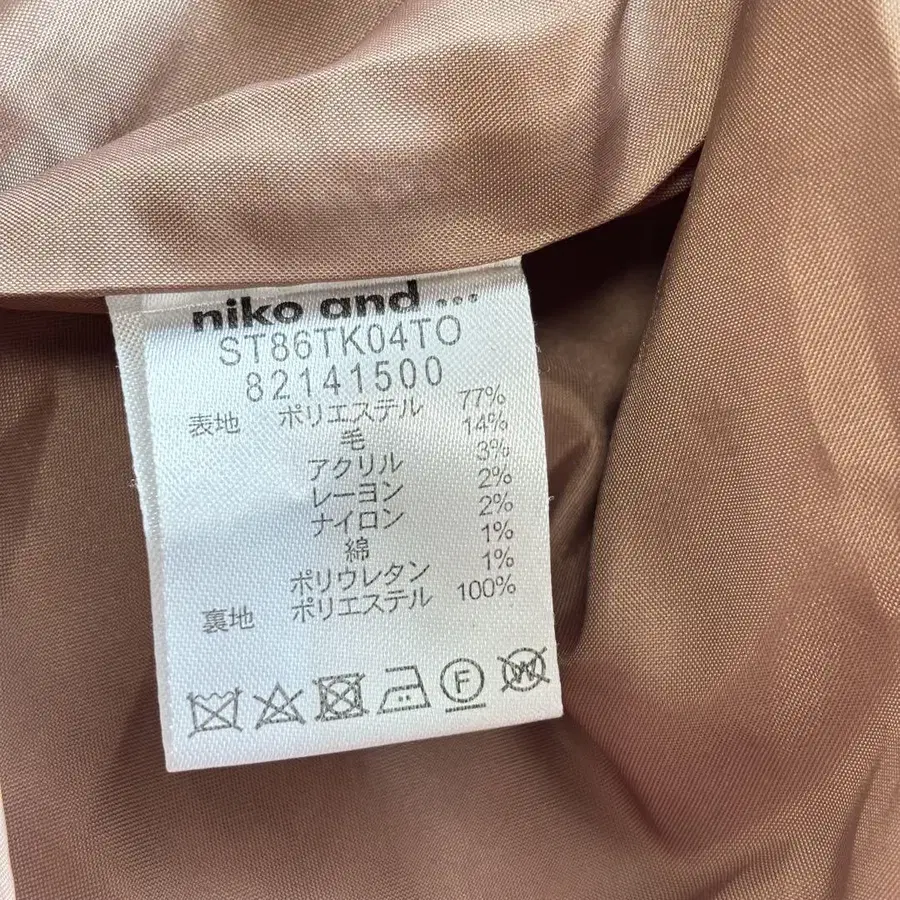 niko and ...
ST86TK04TO
82141500
表地 ポリエステル 77%
毛 14%
アクリル 3%
レーヨン 2%
ナイロン 2%
綿 1%
ポリウレタン 1%
裏地 ポリエステル 100%
F W